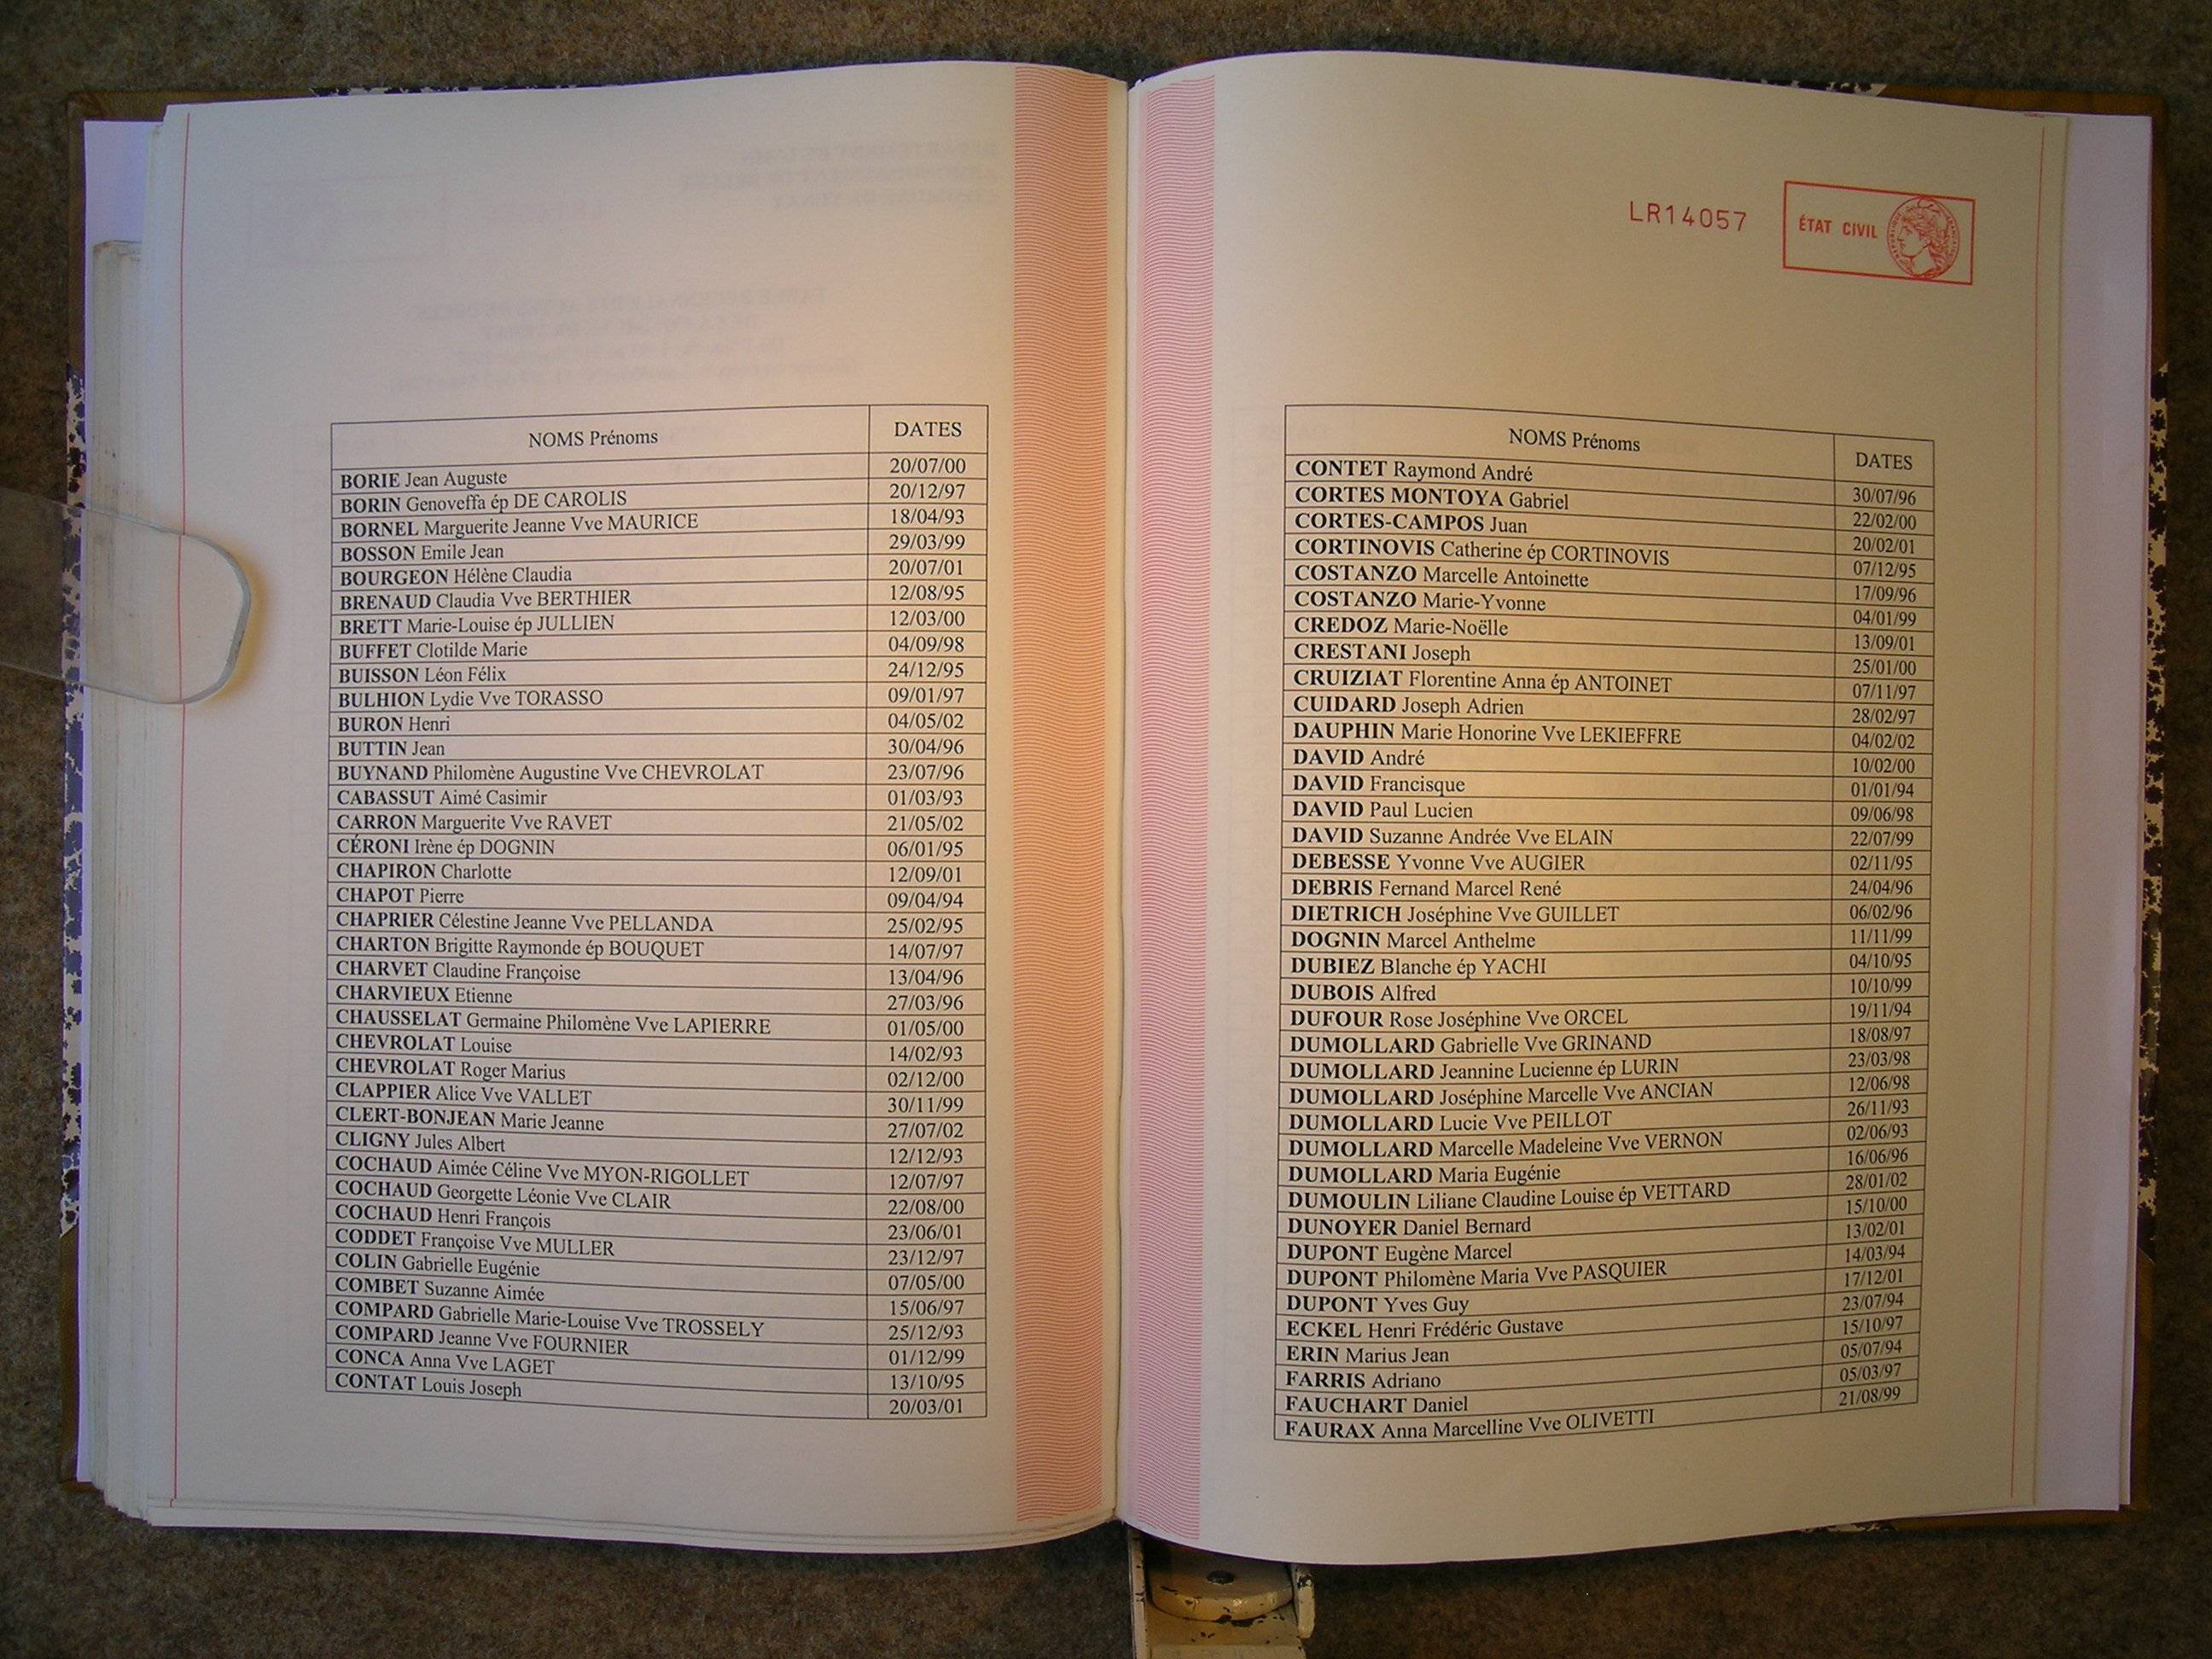 NOMS Prénoms DATES
BORIE Jean Auguste 20/07/00
BORIN Genoveffa ép DE CAROLIS 20/12/97
BORNEL Marguerite Jeanne Vve MAURICE 18/04/93
BOSSON Emile Jean 29/03/99
BOURGEON Hélène Claudia 20/07/01
BRENAUD Claudia Vve BERTHIER 12/08/95
BRETT Marie-Louise ép JULLIEN 12/03/00
BUFFET Clotilde Marie 04/09/98
BUISSON Léon Félix 24/12/95
BULHION Lydie Vve TORASSO 09/01/97
BURON Henri 04/05/02
BUTTIN Jean 30/04/96
BUYNAND Philomène Augustine Vve CHEVROLAT 23/07/96
CABASSUT Aimé Casimir 01/03/93
CARRON Marguerite Vve RAVET 21/05/02
CÉRONI Irène ép DOGNIN 06/01/95
CHAPIRON Charlotte 12/09/01
CHAPOT Pierre 09/04/94
CHAPRIER Célestine Jeanne Vve PELLANDA 25/02/95
CHARTON Brigitte Raymonde ép BOUQUET 14/07/97
CHARVET Claudine Françoise 13/04/96
CHARVIEUX Etienne 27/03/96
CHAUSSELAT Germaine Philomène Vve LAPIERRE 01/05/00
CHEVROLAT Louise 14/02/93
CHEVROLAT Roger Marius 02/12/00
CLAPPIER Alice Vve VALLET 30/11/99
CLERT-BONJEAN Marie Jeanne 27/07/02
CLIGNY Jules Albert 12/12/93
COCHAUD Aimée Céline Vve MYON-RIGOLLET 12/07/97
COCHAUD Georgette Léonie Vve CLAIR 22/08/00
COCHAUD Henri François 23/06/01
CODDET Françoise Vve MULLER 23/12/97
COLIN Gabrielle Eugénie 07/05/00
COMBET Suzanne Aimée 15/06/97
COMPARD Gabrielle Marie-Louise Vve TROSSELY 25/12/93
COMPARD Jeanne Vve FOURNIER 01/12/99
CONCA Anna Vve LAGET 13/10/95
CONTAT Louis Joseph 20/03/01
LR14057 ÉTAT CIVIL
NOMS Prénoms DATES
CONTET Raymond André 30/07/96
CORTES MONTOYA Gabriel 22/02/00
CORTES-CAMPOS Juan 20/02/01
CORTINOVIS Catherine ép CORTINOVIS 07/12/95
COSTANZO Marcelle Antoinette 17/09/96
COSTANZO Marie-Yvonne 04/01/99
CREDOZ Marie-Noëlle 13/09/01
CRESTANI Joseph 25/01/00
CRUIZIAT Florentine Anna ép ANTOINET 07/11/97
CUIDARD Joseph Adrien 28/02/97
DAUPHIN Marie Honorine Vve LEKIEFFRE 04/02/02
DAVID André 10/02/00
DAVID Francisque 01/01/94
DAVID Paul Lucien 09/06/98
DAVID Suzanne Andrée Vve ELAIN 22/07/99
DEBESSE Yvonne Vve AUGIER 02/11/95
DEBRIS Fernand Marcel René 24/04/96
DIETRICH Joséphine Vve GUILLET 06/02/96
DOGNIN Marcel Anthelme 11/11/99
DUBIEZ Blanche ép YACHI 04/10/95
DUBOIS Alfred 10/10/99
DUFOUR Rose Joséphine Vve ORCEL 19/11/94
DUMOLLARD Gabrielle Vve GRINAND 18/08/97
DUMOLLARD Jeannine Lucienne ép LURIN 23/03/98
DUMOLLARD Joséphine Marcelle Vve ANCIAN 12/06/98
DUMOLLARD Lucie Vve PEILLOT 26/11/93
DUMOLLARD Marcelle Madeleine Vve VERNON 02/06/93
DUMOLLARD Maria Eugénie 16/06/96
DUMOULIN Liliane Claudine Louise ép VETTARD 28/01/02
DUNOYER Daniel Bernard 15/10/00
DUPONT Eugène Marcel 13/02/01
DUPONT Philomène Maria Vve PASQUIER 14/03/94
DUPONT Yves Guy 17/12/01
ECKEL Henri Frédéric Gustave 23/07/94
ERIN Marius Jean 15/10/97
FARRIS Adriano 05/07/94
FAUCHART Daniel 05/03/97
FAURAX Anna Marcelline Vve OLIVETTI 21/08/99